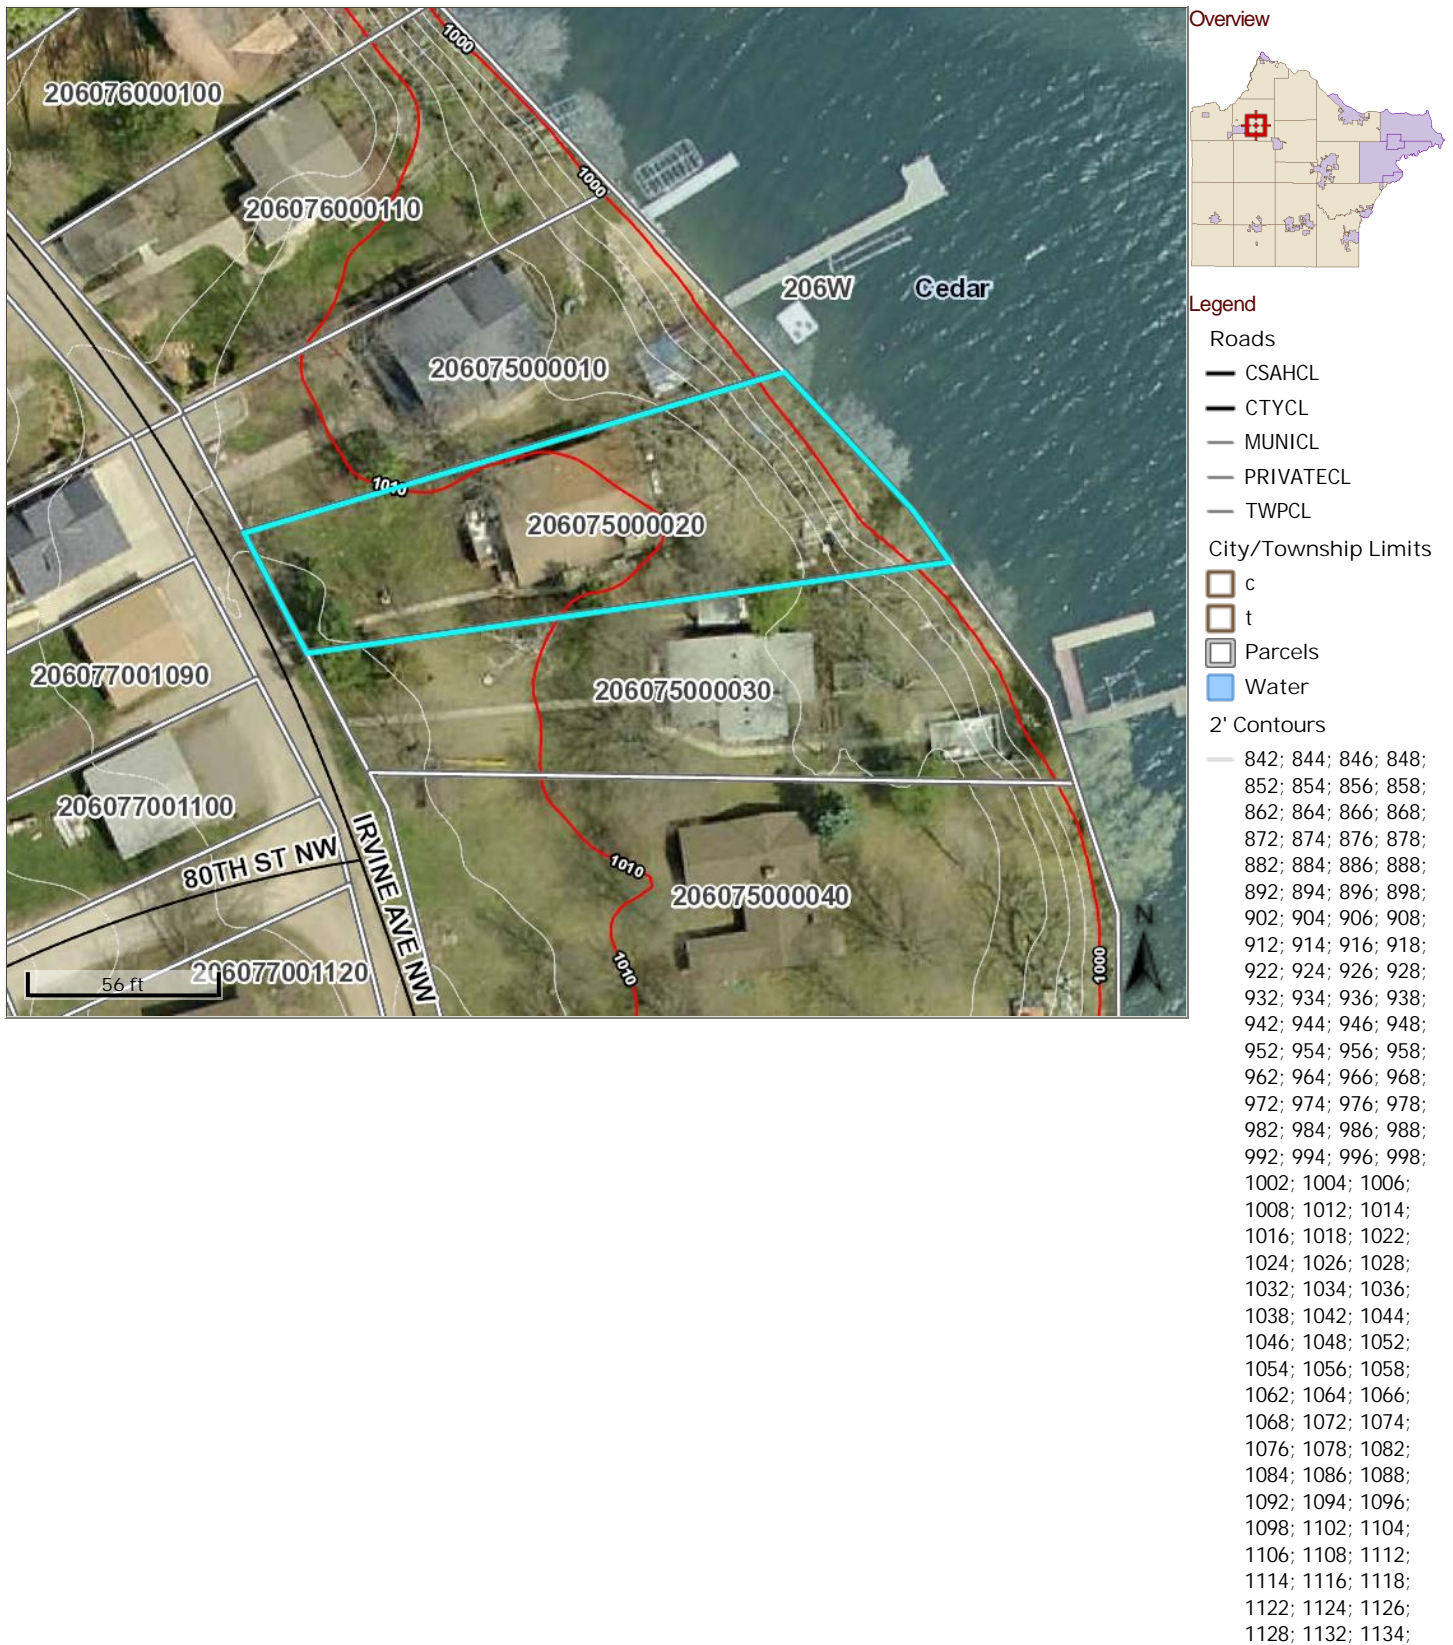 206076000100
1000
206076000110
1000
206W
Cedar
206075000010
1010
206075000020
206077001090
206075000030
206077001100
80TH ST NW
IRVINE AVE NW
1010
206075000040
206077001120
1010
1000
N
56 ft
Overview
Legend
Roads
CSAHCL
CTYCL
MUNICL
PRIVATECL
TWPCL
City/Township Limits
c
t
Parcels
Water
2' Contours
842; 844; 846; 848;
852; 854; 856; 858;
862; 864; 866; 868;
872; 874; 876; 878;
882; 884; 886; 888;
892; 894; 896; 898;
902; 904; 906; 908;
912; 914; 916; 918;
922; 924; 926; 928;
932; 934; 936; 938;
942; 944; 946; 948;
952; 954; 956; 958;
962; 964; 966; 968;
972; 974; 976; 978;
982; 984; 986; 988;
992; 994; 996; 998;
1002; 1004; 1006;
1008; 1012; 1014;
1016; 1018; 1022;
1024; 1026; 1028;
1032; 1034; 1036;
1038; 1042; 1044;
1046; 1048; 1052;
1054; 1056; 1058;
1062; 1064; 1066;
1068; 1072; 1074;
1076; 1078; 1082;
1084; 1086; 1088;
1092; 1094; 1096;
1098; 1102; 1104;
1106; 1108; 1112;
1114; 1116; 1118;
1122; 1124; 1126;
1128; 1132; 1134;